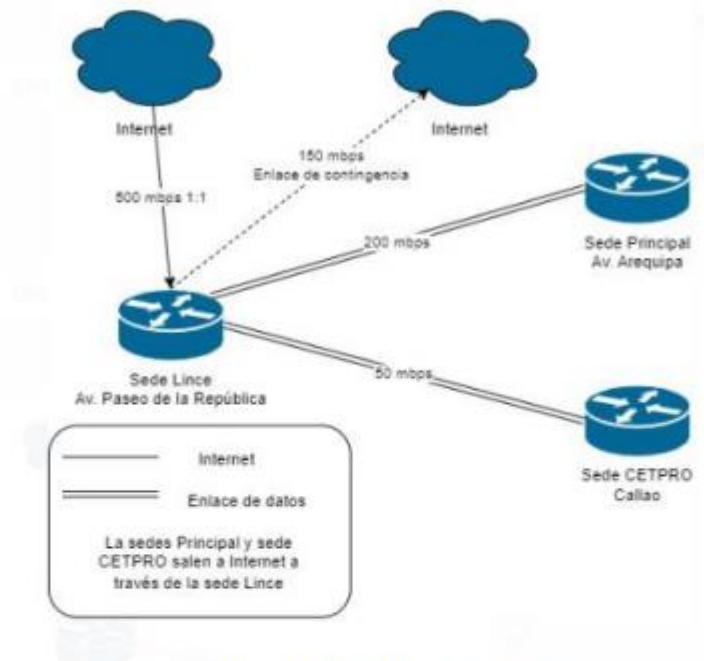 Internet
Internet
150 mbps
Enlace de contingencia
500 mbps 1:1
200 mbps
Sede Principal
Av. Arequipa
50 mbps
Sede Lince
Av. Paseo de la República
Sede CETPRO
Callao
Internet
Enlace de datos
La sedes Principal y sede
CETPRO salen a Internet a
través de la sede Lince